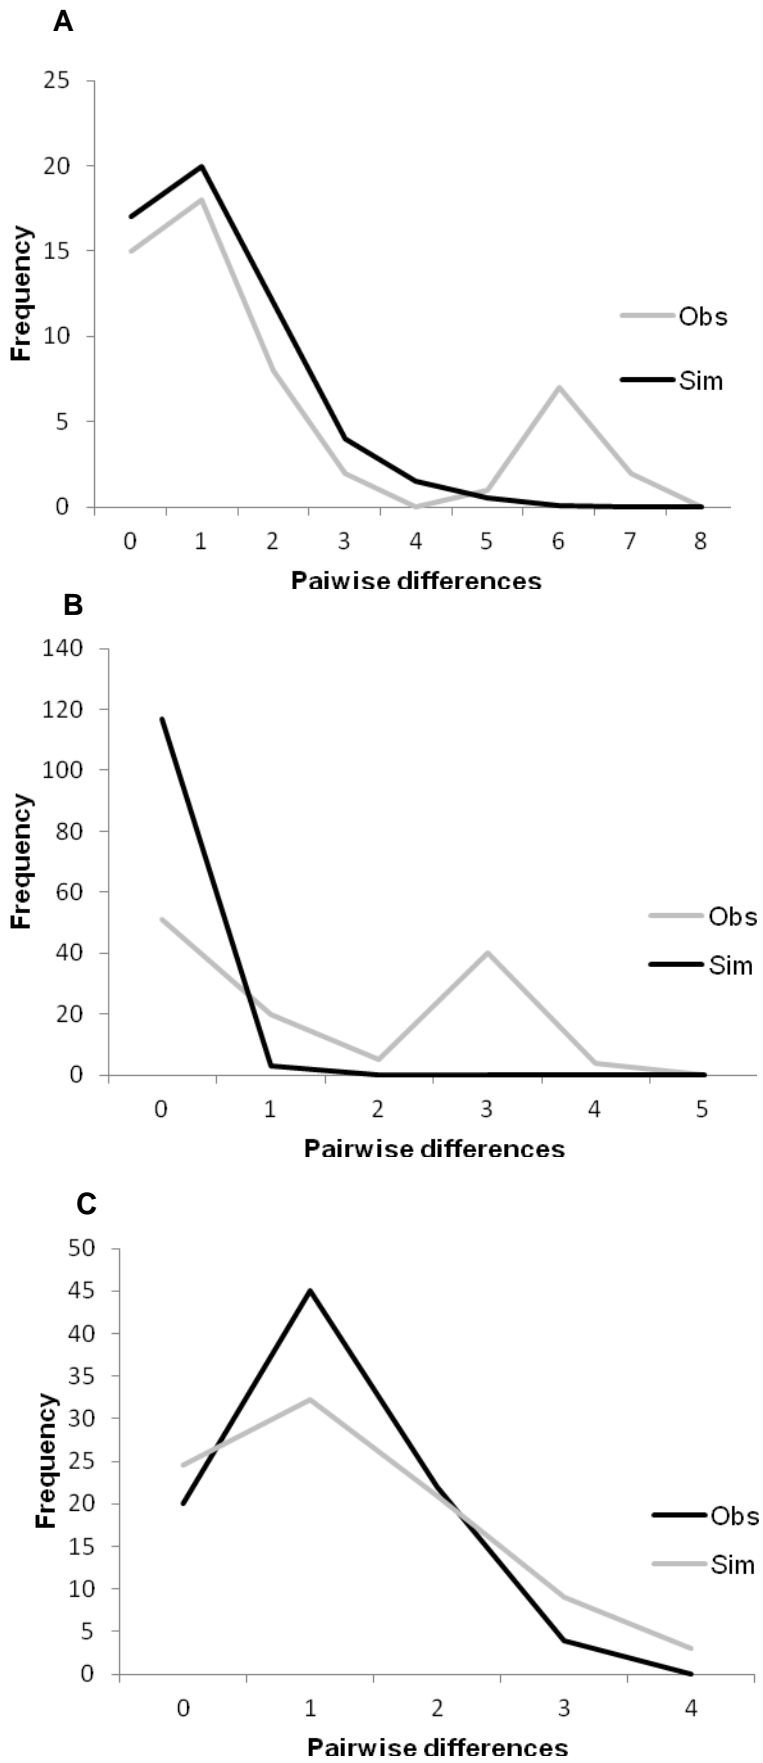 A
25
20
15
10
5
0
Frequency
Obs
Sim
0 1 2 3 4 5 6 7 8
Paiwise differences
B
140
120
100
80
60
40
20
0
Frequency
Obs
Sim
0 1 2 3 4 5
Pairwise differences
C
50
45
40
35
30
25
20
15
10
5
0
Frequency
Obs
Sim
0 1 2 3 4
Pairwise differences